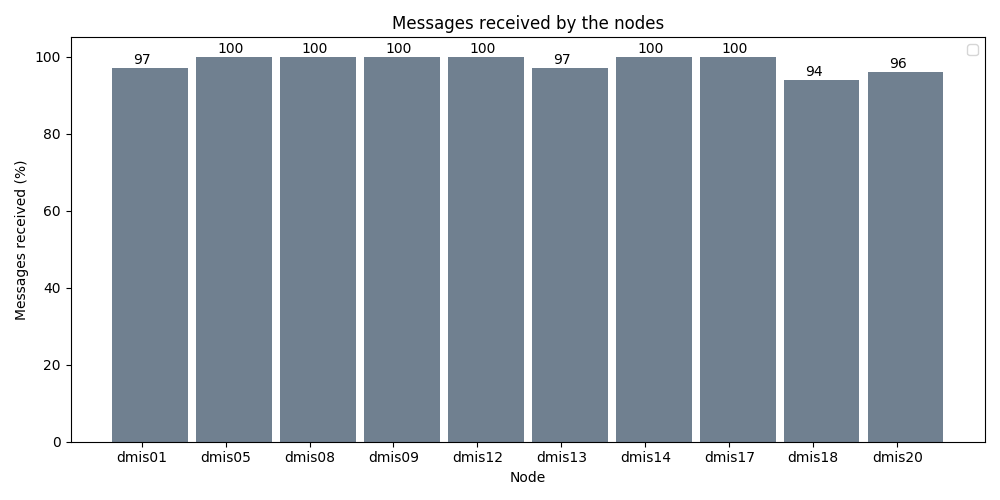 Messages received by the nodes
97 100 100 100 100 97 100 100 94 96
Messages received (%)
100
80
60
40
20
0
dmis01 dmis05 dmis08 dmis09 dmis12 dmis13 dmis14 dmis17 dmis18 dmis20
Node